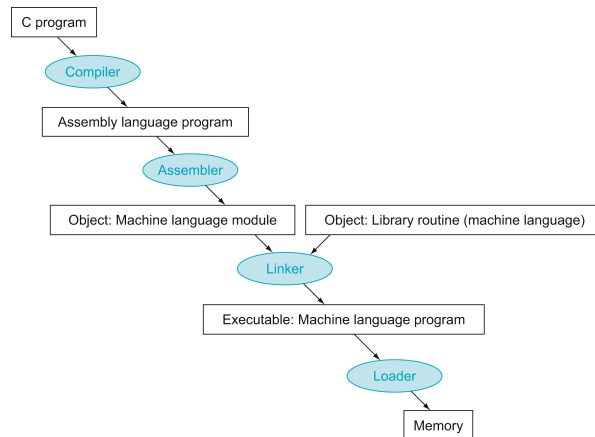 C program
Compiler
Assembly language program
Assembler
Object: Machine language module
Object: Library routine (machine language)
Linker
Executable: Machine language program
Loader
Memory